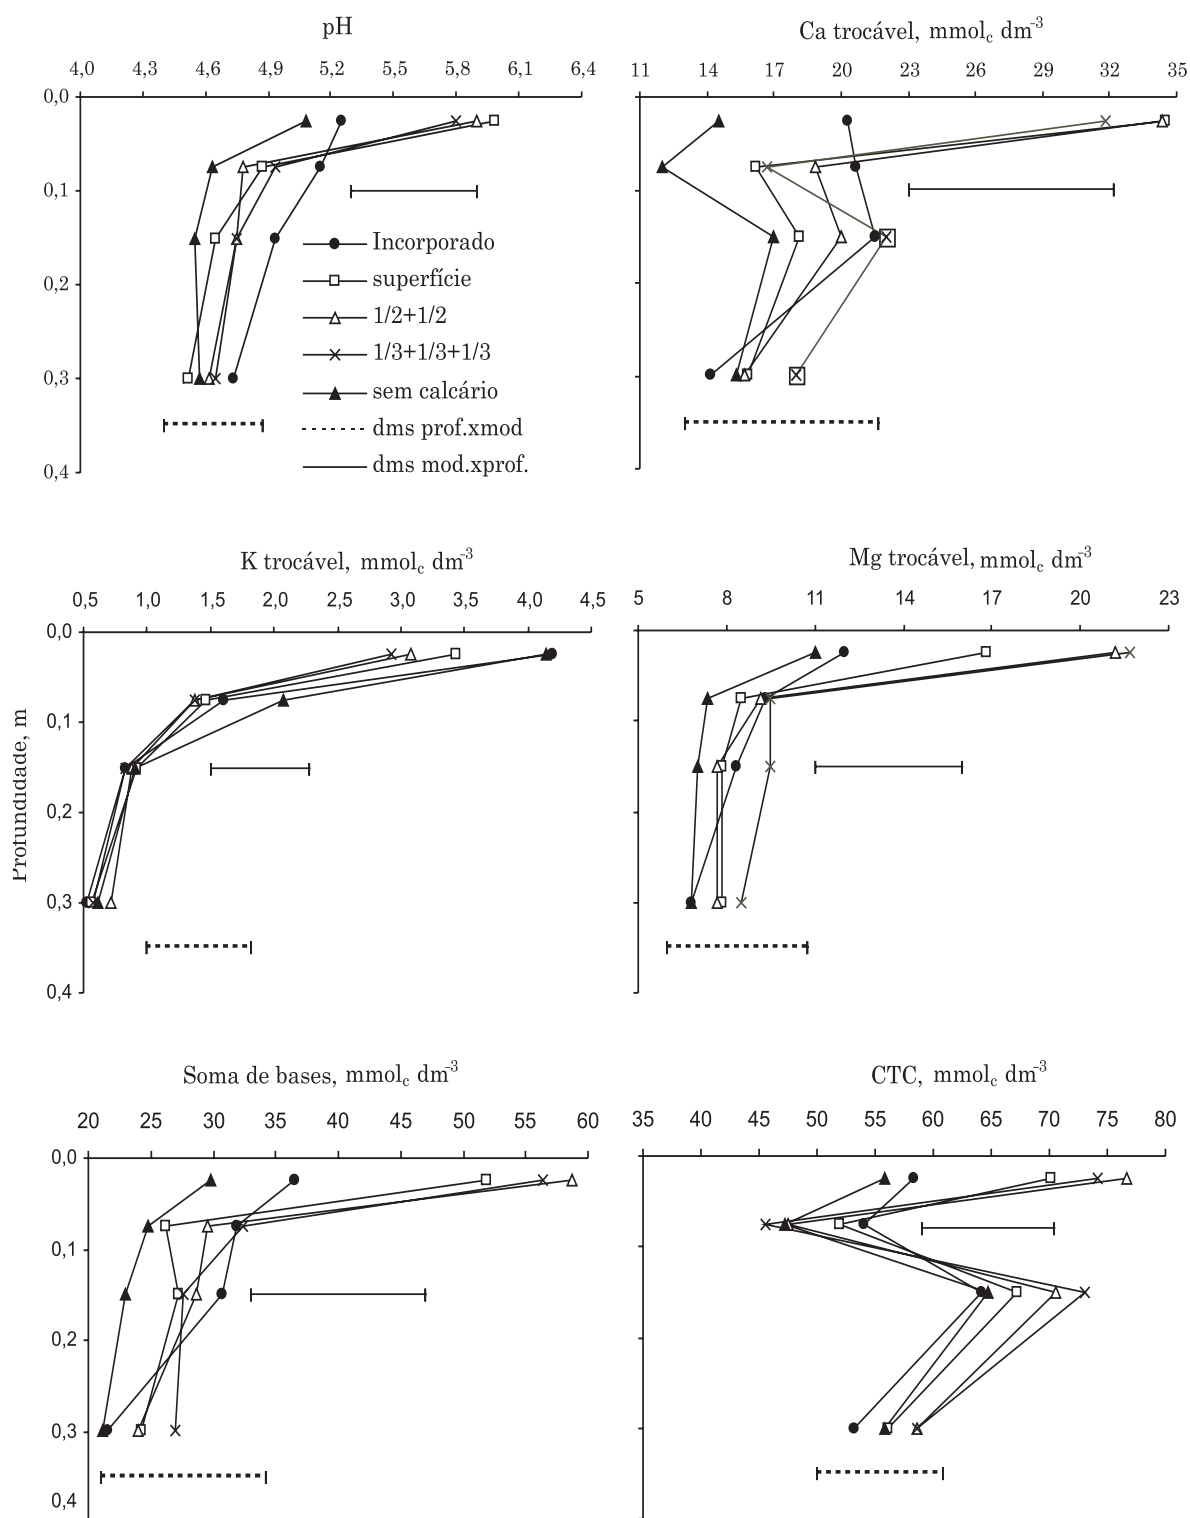 pH
4,0 4,3 4,6 4,9 5,2 5,5 5,8 6,1 6,4
0,0
0,1
0,2
0,3
0,4
Incorporado
superfície
1/2+1/2
1/3+1/3+1/3
sem calcário
dms prof.xmod
dms mod.xprof.
Ca trocável, mmolc dm-3
11 14 17 20 23 26 29 32 35
K trocável, mmolc dm-3
0,5 1,0 1,5 2,0 3,0 3,5 4,0 4,5
0,0
0,1
0,2
0,3
0,4
Profundidade, m
Mg trocável, mmolc dm-3
5 8 11 14 17 20 23
Soma de bases, mmolc dm-3
20 25 30 35 40 50 55 60
0,0
0,1
0,2
0,3
0,4
CTC, mmolc dm-3
35 40 45 50 55 60 65 70 75 80